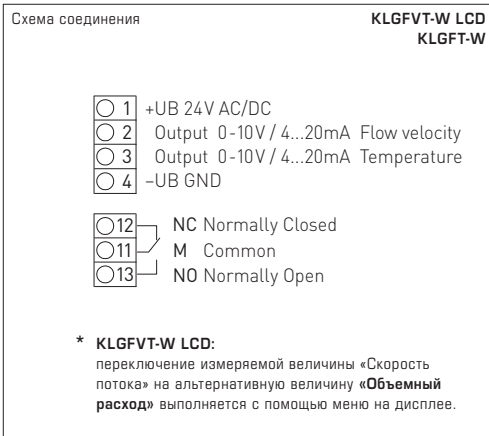 Схема соединения KLGFVT-W LCD
KLGFT-W
1 +UB 24V AC/DC
2 Output 0-10V / 4...20mA Flow velocity
3 Output 0-10V / 4...20mA Temperature
4 –UB GND
12 NC Normally Closed
11 M Common
13 NO Normally Open
* KLGFVT-W LCD:
переключение измеряемой величины «Скорость
потока» на альтернативную величину «Объемный
расход» выполняется с помощью меню на дисплее.